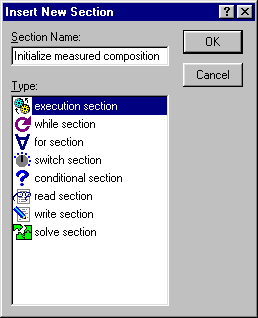 Insert New Section
Section Name:
OK
Initialize measured composition
Cancel
Type:
execution section
while section
for section
switch section
conditional section
read section
write section
solve section